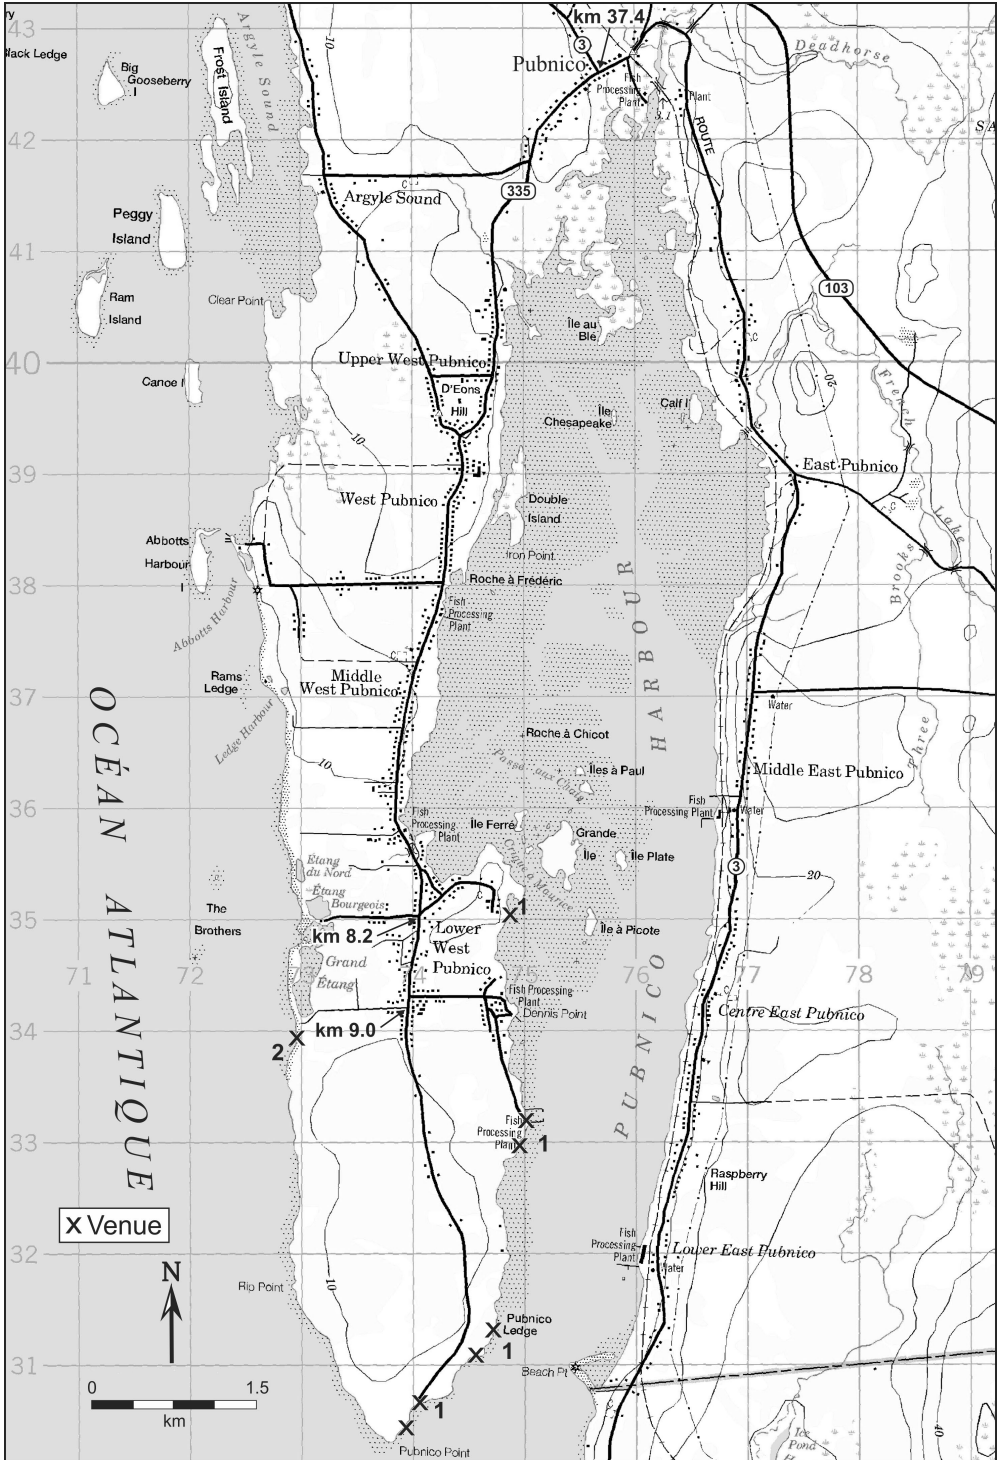 ry
43
km 37.4
3
Black Ledge
Big
Gooseberry
I
Frost Island
Argyle Sound
Pubnico
Fish
Processing
Plant
Plant
Deadhorse
SA
42
ROUTE
Argyle Sound
335
Peggy
Island
41
Ram
Island
Clear Point
103
Île au
Blé
Upper West Pubnico
40
Canoe I
D'Eons
Hill
Île
Chesapeake
Calf I
20
French
10
39
East Pubnico
West Pubnico
Double
Island
Lake
Abbotts
Harbour
I
Iron Point
Brooks
38
Roche à Frédéric
Abbotts Harbour
Fish
Processing
Plant
HARBOUR
Middle
West Pubnico
Rams
Ledge
37
Water
Ledge Harbour
Three
Roche à Chicot
10
Passe aux Chats
Îles à Paul
Middle East Pubnico
36
Fish
Processing Plant
Water
Fish
Processing
Plant
Île Ferré
Grande
Île
Île Plate
3
20
Étang
du Nord
Étang
Bourgeois
35
The
Brothers
km 8.2
1
Lower
West
Pubnico
Île à Picote
71
72
73
74
75
76
77
78
79
Grand
Étang
Fish Processing
Plant
Dennis Point
Centre East Pubnico
34
km 9.0
2
PUBNICO
OCÉAN ATLANTIQUE
33
Fish
Processing
Plant
1
Raspberry
Hill
X Venue
32
Fish
Processing
Plant
Lower East Pubnico
Water
N
Rip Point
10
Pubnico
Ledge
1
31
Beach Pt
0
1.5
km
1
Pubnico Point
Ice
Pond
40